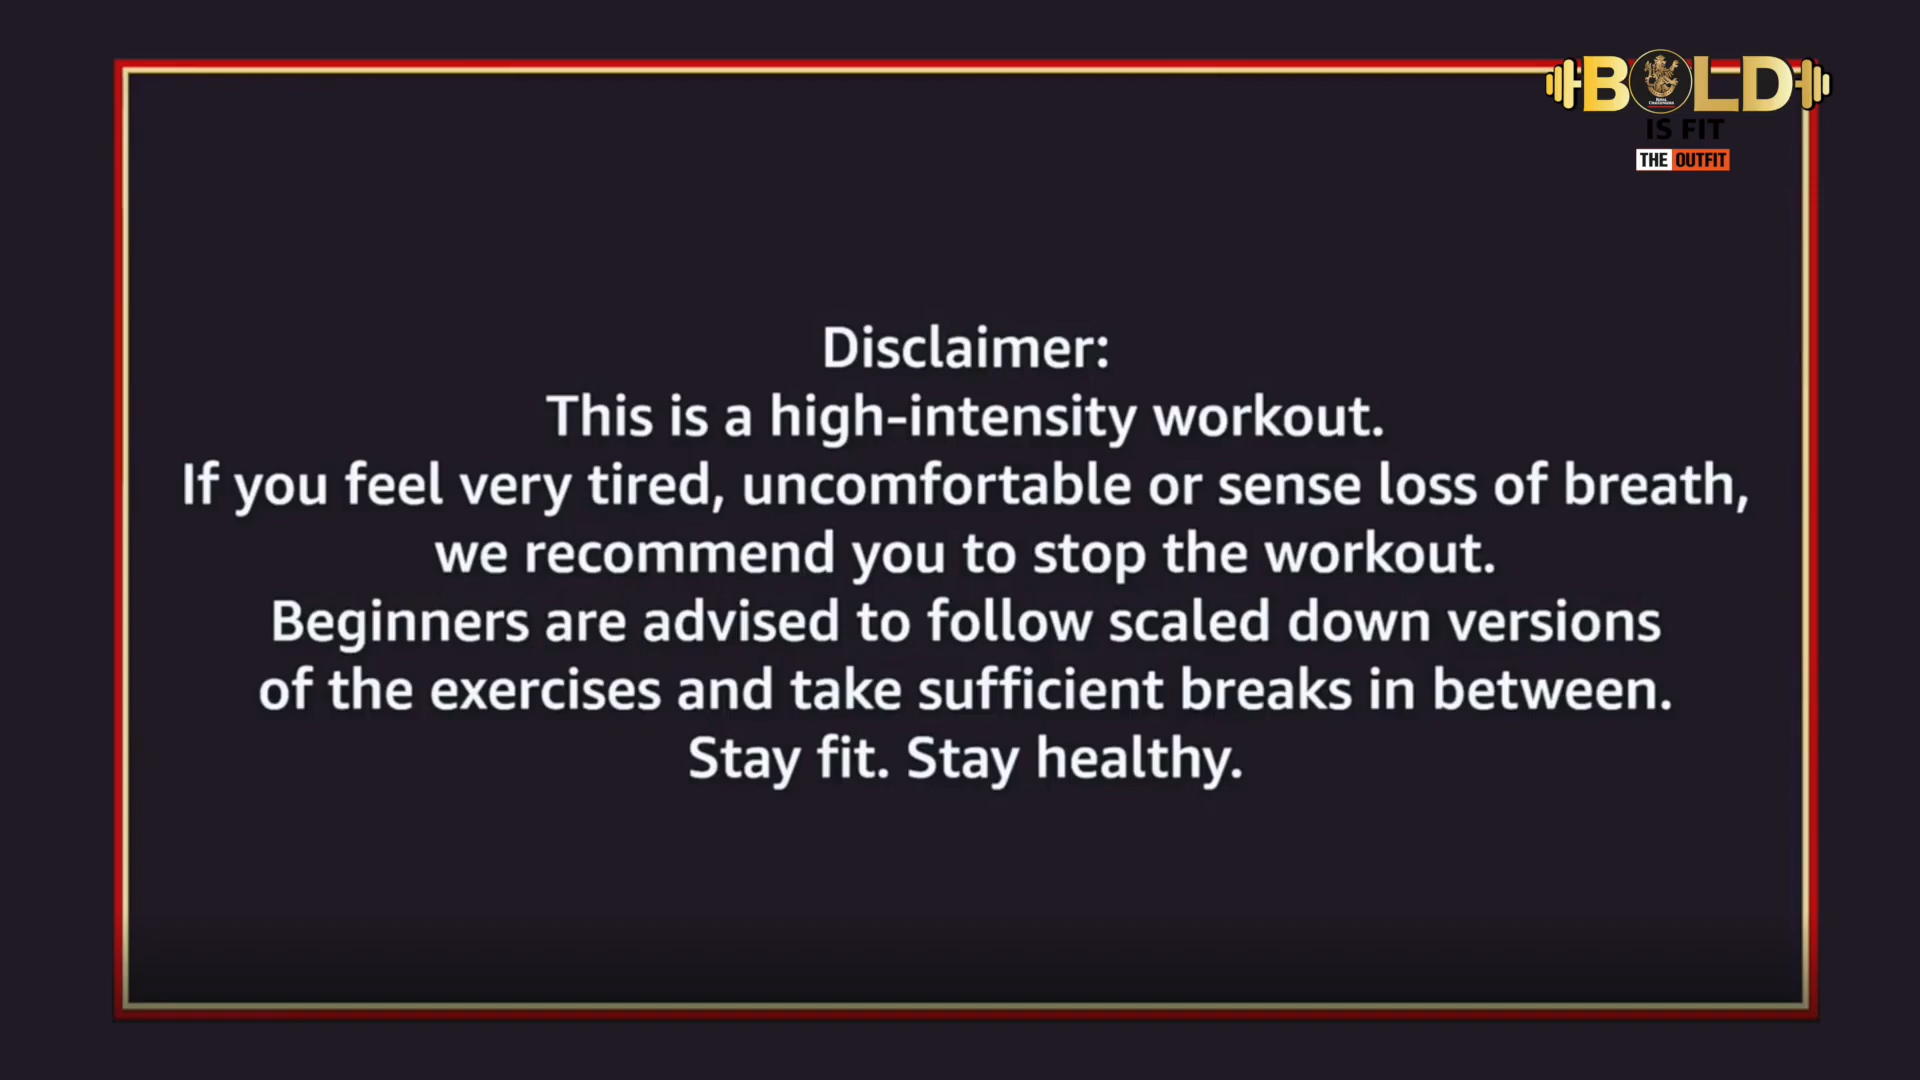 BOLD
ROYAL
CHALLENGERS
IS FIT
THE OUTFIT
Disclaimer:
This is a high-intensity workout.
If you feel very tired, uncomfortable or sense loss of breath,
we recommend you to stop the workout.
Beginners are advised to follow scaled down versions
of the exercises and take sufficient breaks in between.
Stay fit. Stay healthy.